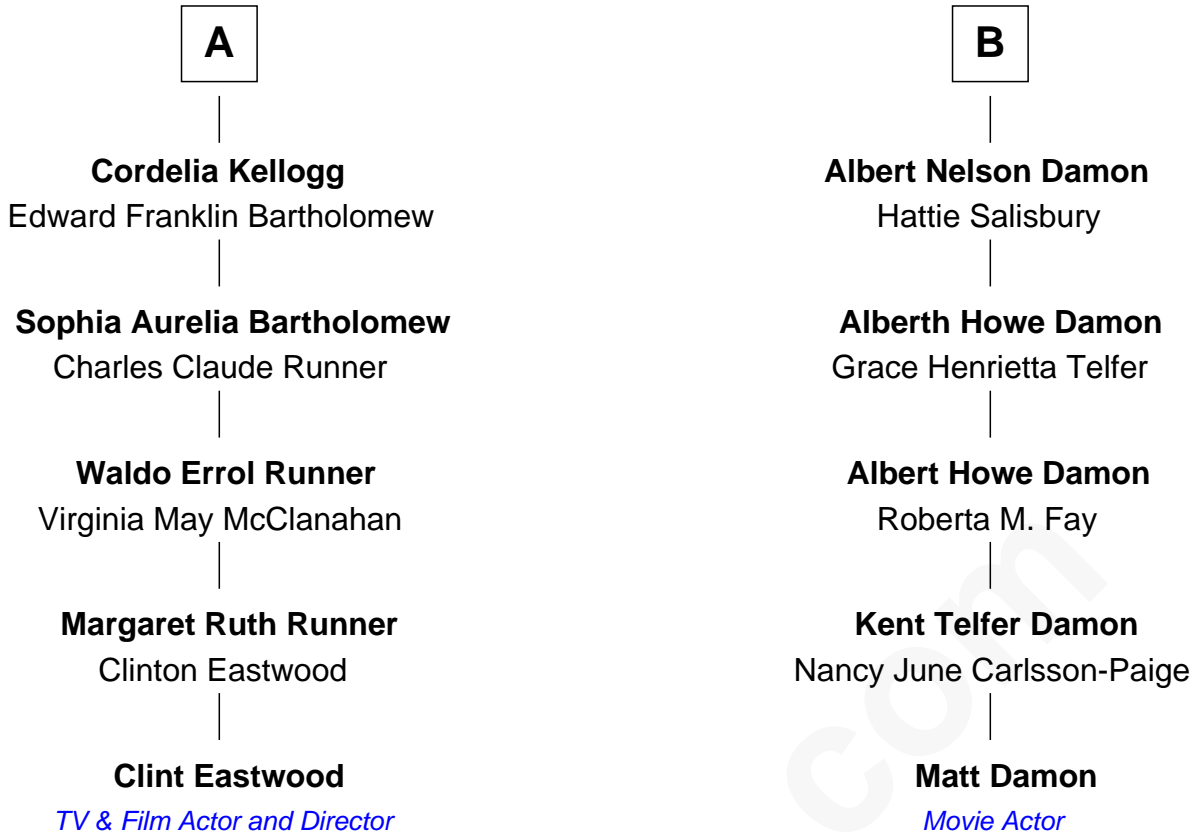 A
Cordelia Kellogg
Edward Franklin Bartholomew
Sophia Aurelia Bartholomew
Charles Claude Runner
Waldo Errol Runner
Virginia May McClanahan
Margaret Ruth Runner
Clinton Eastwood
Clint Eastwood
TV & Film Actor and Director
B
Albert Nelson Damon
Hattie Salisbury
Alberth Howe Damon
Grace Henrietta Telfer
Albert Howe Damon
Roberta M. Fay
Kent Telfer Damon
Nancy June Carlsson-Paige
Matt Damon
Movie Actor
com